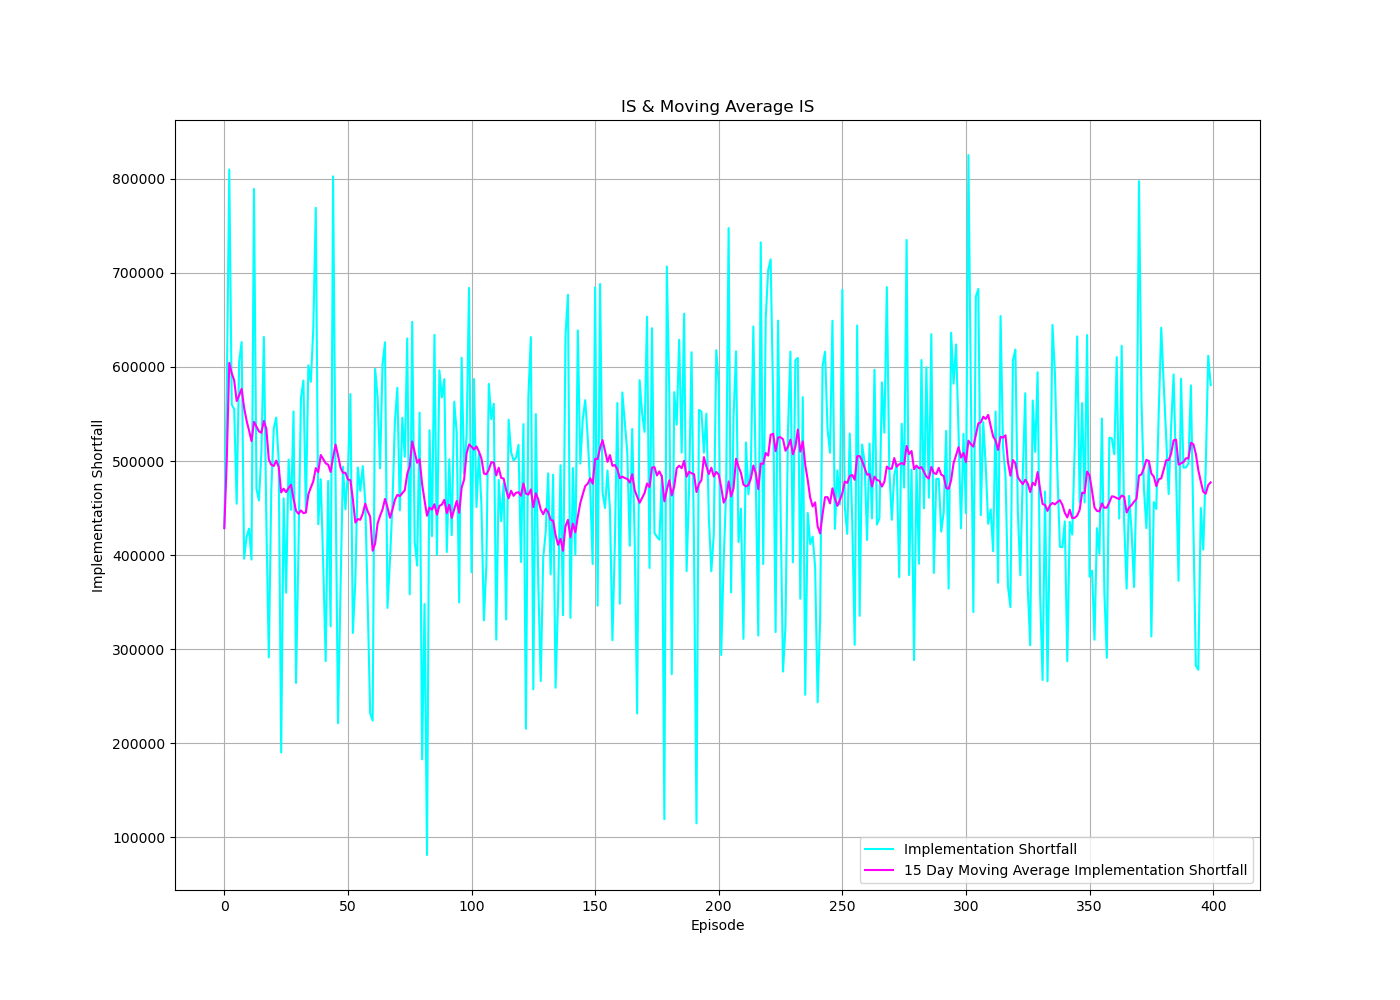 IS & Moving Average IS
Implementation Shortfall
800000
700000
600000
500000
400000
300000
200000
100000
0 50 100 150 200 250 300 350 400
Episode
Implementation Shortfall
15 Day Moving Average Implementation Shortfall